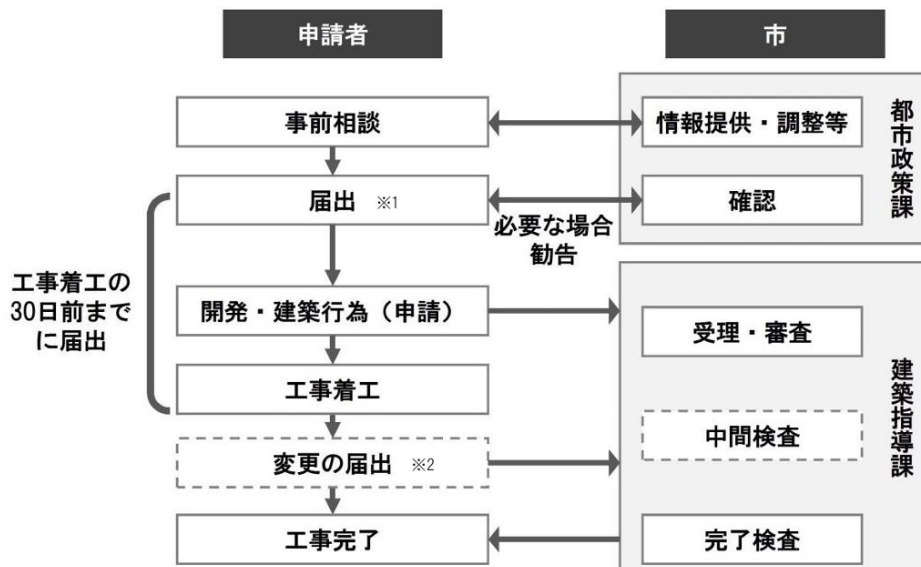 申請者
市
事前相談
情報提供・調整等
都市政策課
届出 ※1
確認
必要な場合
勧告
工事着工の
30日前まで
に届出
開発・建築行為（申請）
受理・審査
建築指導課
工事着工
中間検査
変更の届出 ※2
工事完了
完了検査